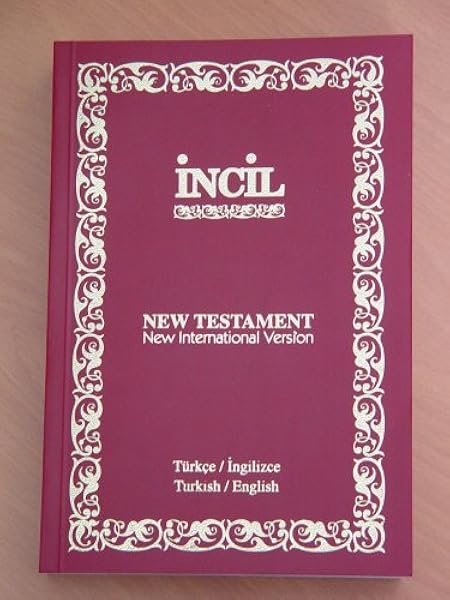 İNCİL
NEW TESTAMENT
New International Version
Türkçe / İngilizce
Turkish / English